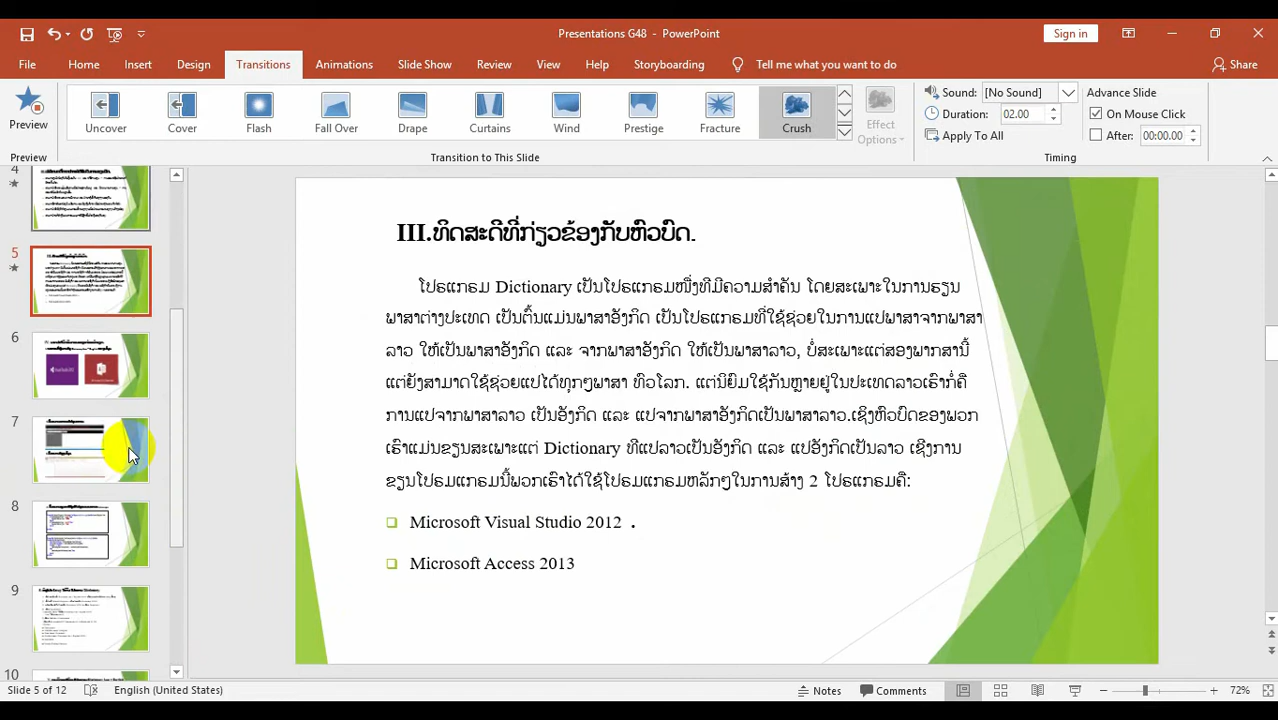 Presentations G48 - PowerPoint
Sign in
File
Home
Insert
Design
Transitions
Animations
Slide Show
Review
View
Help
Storyboarding
Tell me what you want to do
Share
Preview
Uncover
Cover
Flash
Fall Over
Drape
Curtains
Wind
Prestige
Fracture
Crush
Effect Options
Sound: [No Sound]
Duration: 02.00
Apply To All
Advance Slide
On Mouse Click
After: 00:00.00
Preview
Transition to This Slide
Timing
4
5
6
7
8
9
10
III.ທິດສະດີທີ່ກ່ຽວຂ້ອງກັບຫົວບົດ.
ໂປຣແກຣມ Dictionary ເປັນໂປຣແກຣມໜຶ່ງທີ່ມີຄວາມສຳຄັນ ໂດຍສະເພາະໃນການຮຽນ
ພາສາຕ່າງປະເທດ ເປັນຕົ້ນແມ່ນພາສາອັງກິດ ເປັນໂປຣແກຣມທີ່ໃຊ້ຊ່ວຍໃນການແປພາສາຈາກພາສາ
ລາວ ໃຫ້ເປັນພາສາອັງກິດ ແລະ ຈາກພາສາອັງກິດ ໃຫ້ເປັນພາສາລາວ, ບໍ່ສະເພາະແຕ່ສອງພາກສານີ້
ແຕ່ຍັງສາມາດໃຊ້ຊ່ວຍແປໄດ້ທຸກໆພາສາ ທົ່ວໂລກ. ແຕ່ນິຍົມໃຊ້ກັນຫຼາຍຢູ່ໃນປະເທດລາວເຮົາກໍ່ຄື
ການແປຈາກພາສາລາວ ເປັນອັງກິດ ແລະ ແປຈາກພາສາອັງກິດເປັນພາສາລາວ.ເຊິ່ງຫົວບົດຂອງພວກ
ເຮົາແມ່ນຂຽນສະເພາະແຕ່ Dictionary ທີ່ແປລາວເປັນອັງກິດແລະ ແປອັງກິດເປັນລາວ ເຊີ່ງການ
ຂຽນໂປຣມແກຣມນີ້ພວກເຮົາໄດ້ໃຊ້ໂປຣມແກຣມຫລັກໆໃນການສ້າງ 2 ໂປຣແກຣມຄື:
Microsoft Visual Studio 2012 .
Microsoft Access 2013
Slide 5 of 12
English (United States)
Notes
Comments
72%